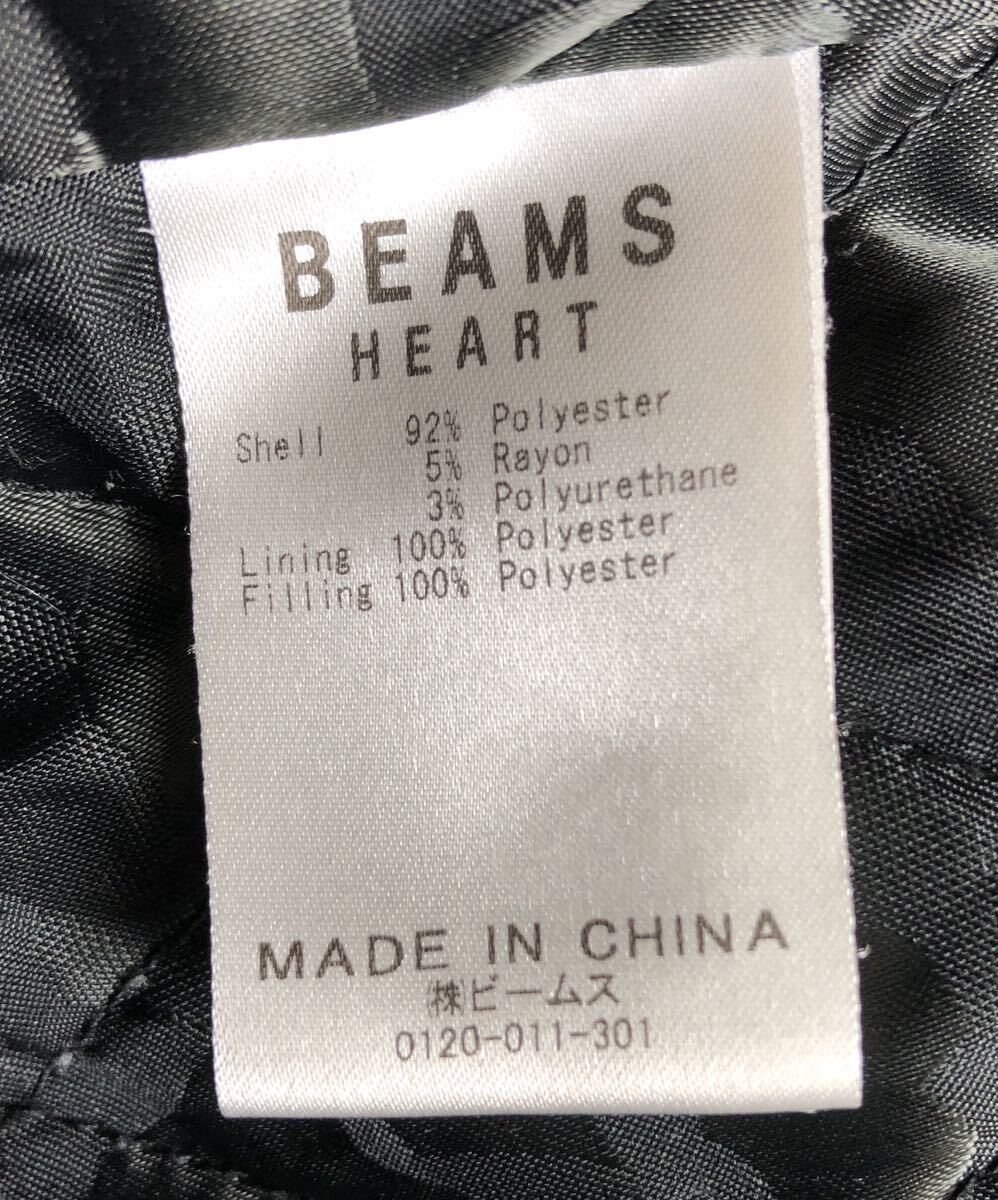 BEAMS
HEART
Shell 92% Polyester
5% Rayon
3% Polyurethane
Lining 100% Polyester
Filling 100% Polyester
MADE IN CHINA
㈱ビームス
0120-011-301